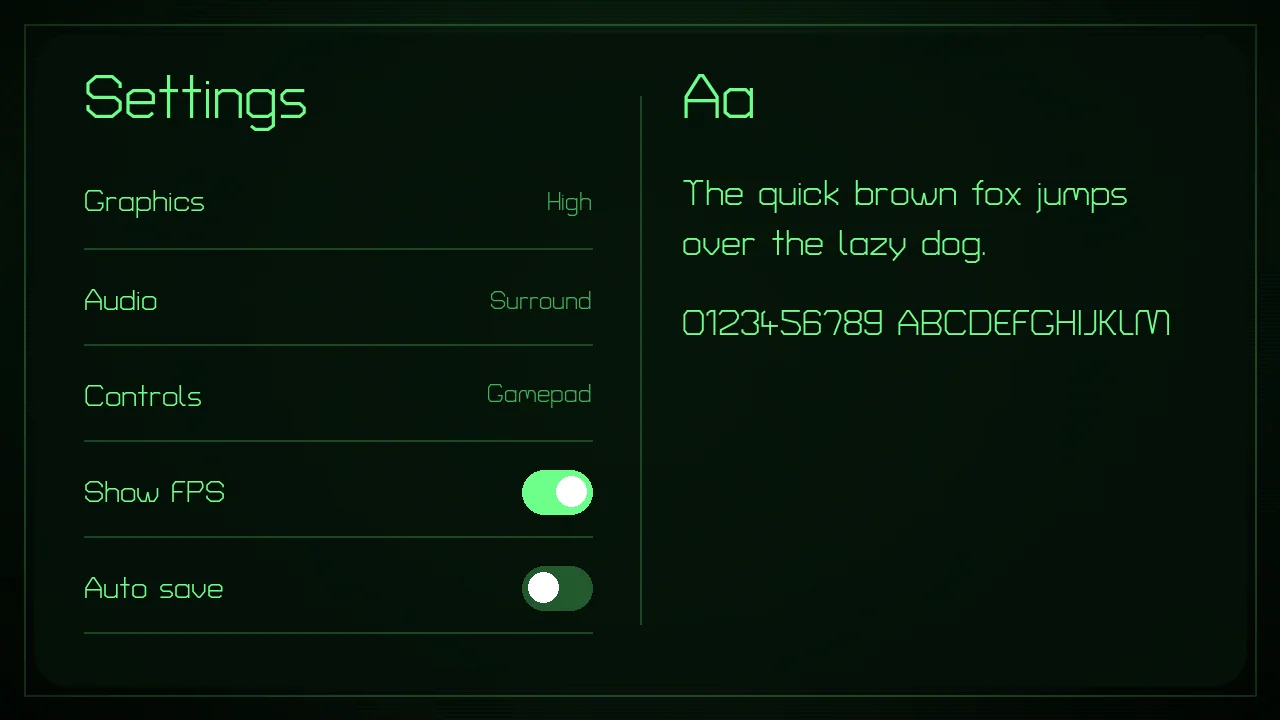 Settings
Graphics High
Audio Surround
Controls Gamepad
Show FPS
Auto save
Aa
The quick brown fox jumps
over the lazy dog.
0123456789 ABCDEFGHIJKLM